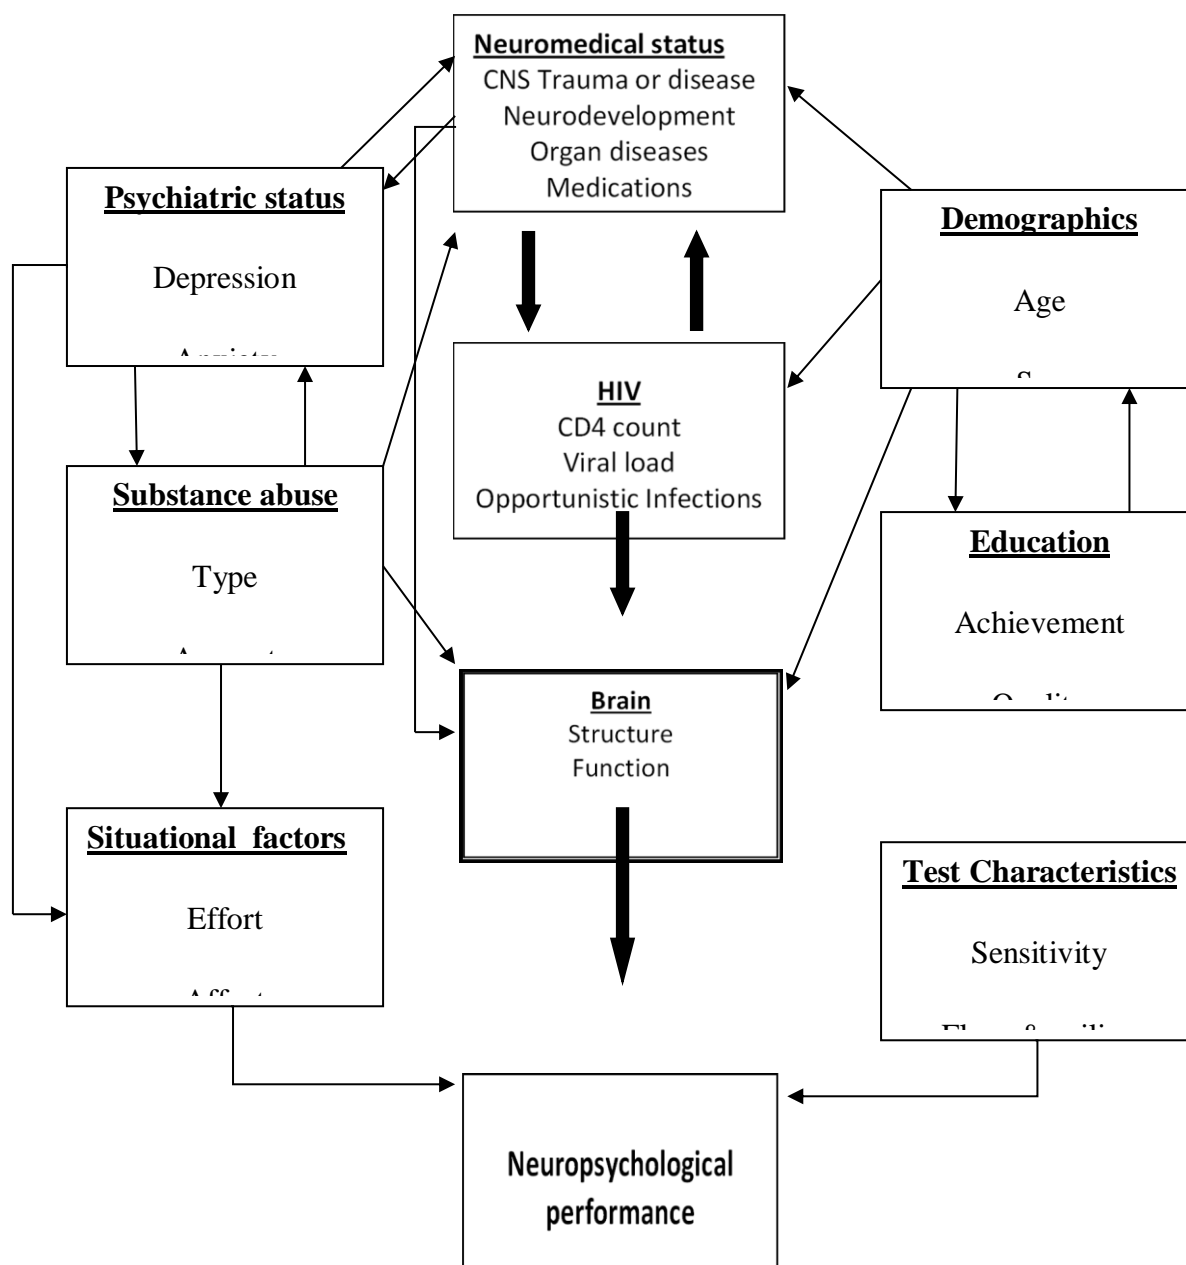 Neuromedical status
CNS Trauma or disease
Neurodevelopment
Organ diseases
Medications
Psychiatric status
Depression
Demographics
Age
HIV
CD4 count
Viral load
Opportunistic Infections
Substance abuse
Type
Education
Achievement
Brain
Structure
Function
Situational factors
Effort
Test Characteristics
Sensitivity
Neuropsychological
performance